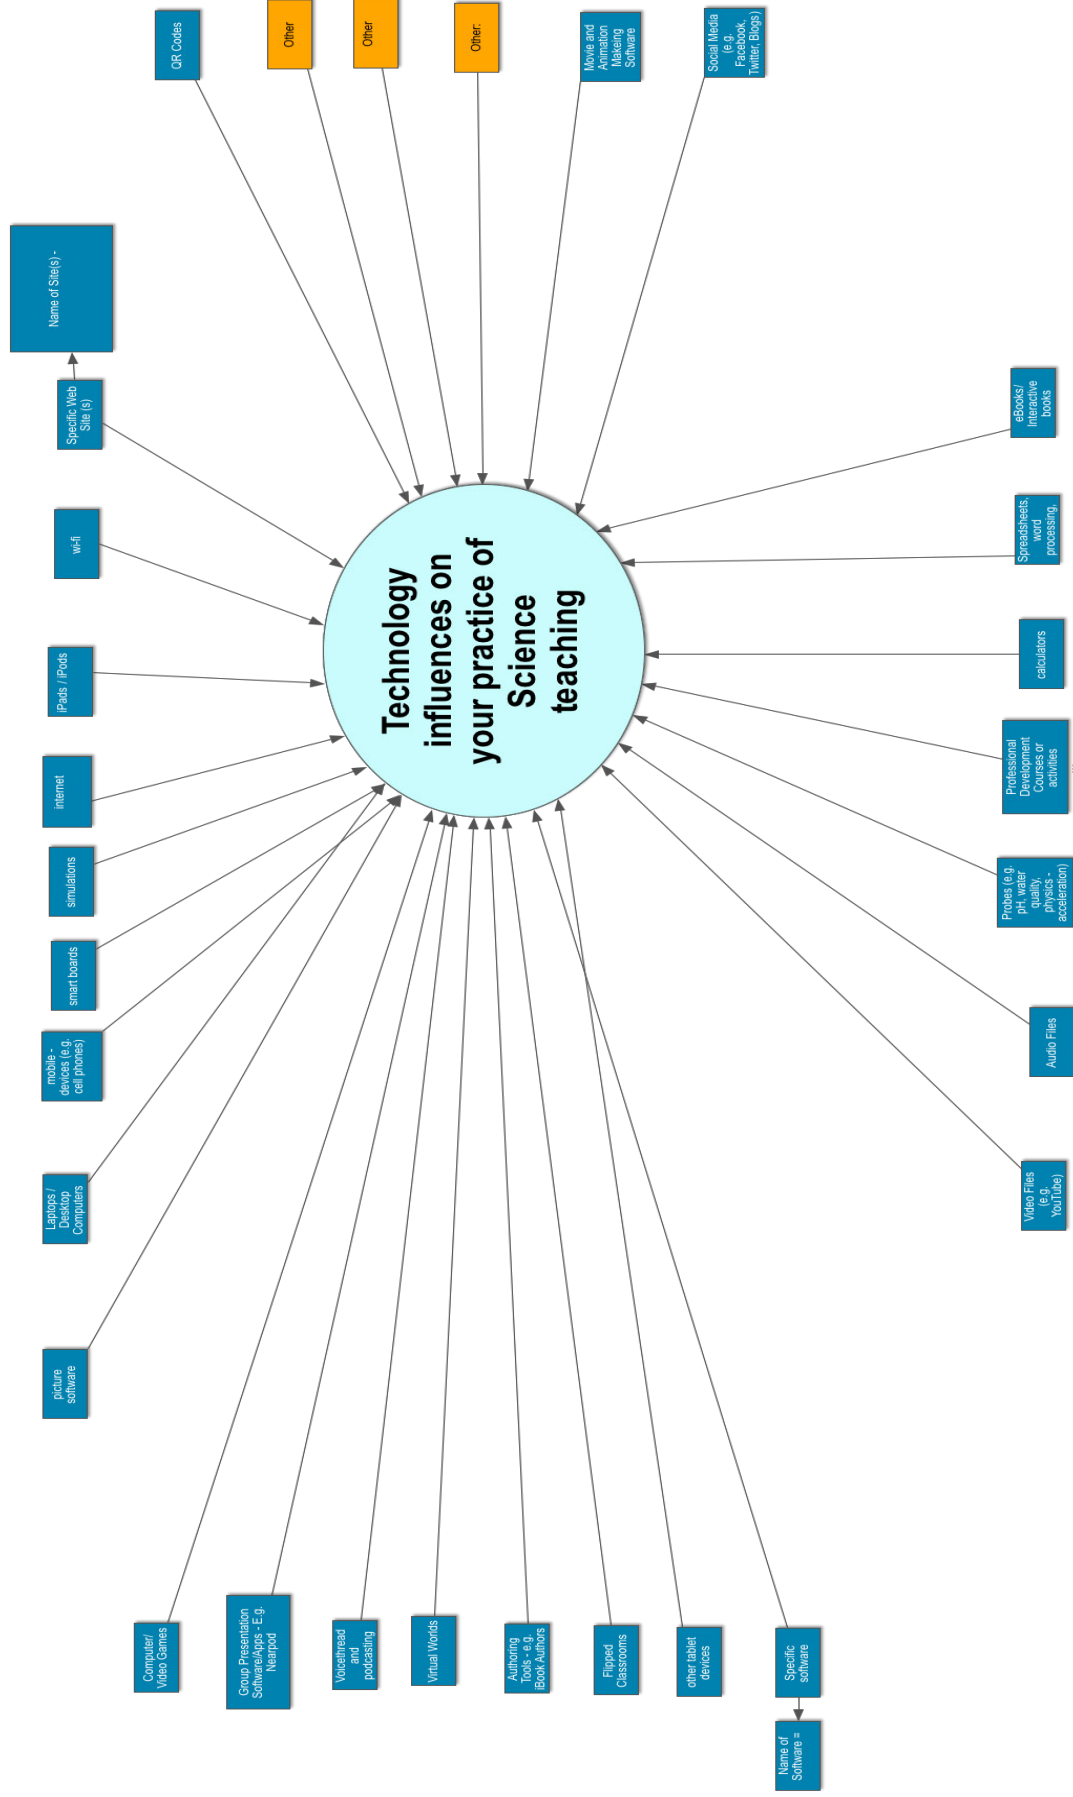 Name of Site(s) -
Specific Web
Site (s)
wi-fi
iPads / iPods
internet
simulations
smart boards
mobile -
devices (e.g.
cell phones)
Laptops /
Desktop
Computers
picture
software
QR Codes
Other
Other
Other:
Movie and
Animation
Makeing
Software
Social Media
(e.g.
Facebook,
Twitter, Blogs)
Technology
influences on
your practice of
Science
teaching
Computer/
Video Games
Group Presentation
Software/Apps - E.g.
Nearpod
Voicethread
and
podcasting
Virtual Worlds
Authoring
Tools - e.g.
iBook Authors
Flipped
Classrooms
other tablet
devices
Specific
software
Name of
Software =
eBooks/
Interactive
books
Spreadsheets,
word
processing,
calculators
Professional
Development
Courses or
activities
Probes (e.g.
pH, water
quality,
physics -
acceleration)
Audio Files
Video Files
(e.g.
YouTube)